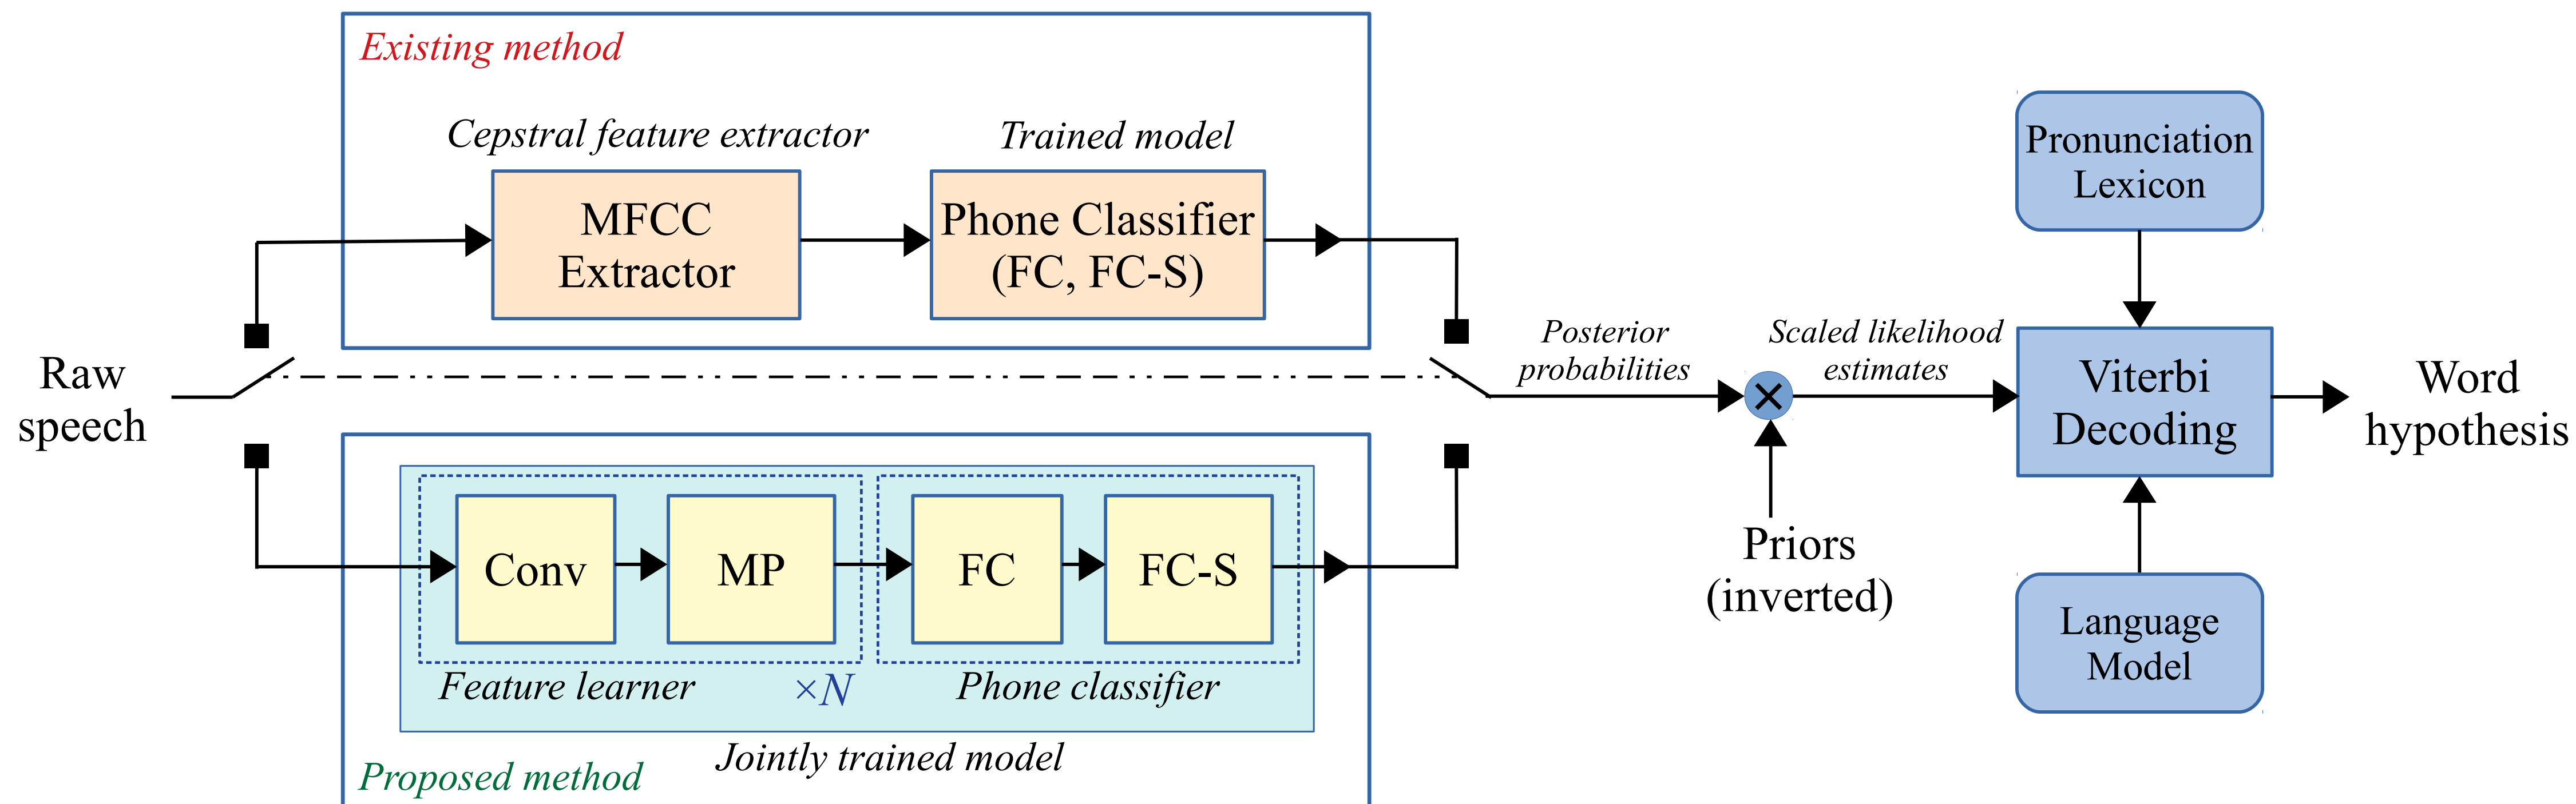 Existing method
Cepstral feature extractor
Trained model
MFCC
Extractor
Phone Classifier
(FC, FC-S)
Pronunciation
Lexicon
Raw
speech
Posterior
probabilities
Scaled likelihood
estimates
×
Viterbi
Decoding
Word
hypothesis
Conv
MP
FC
FC-S
Feature learner
×N
Phone classifier
Jointly trained model
Proposed method
Priors
(inverted)
Language
Model